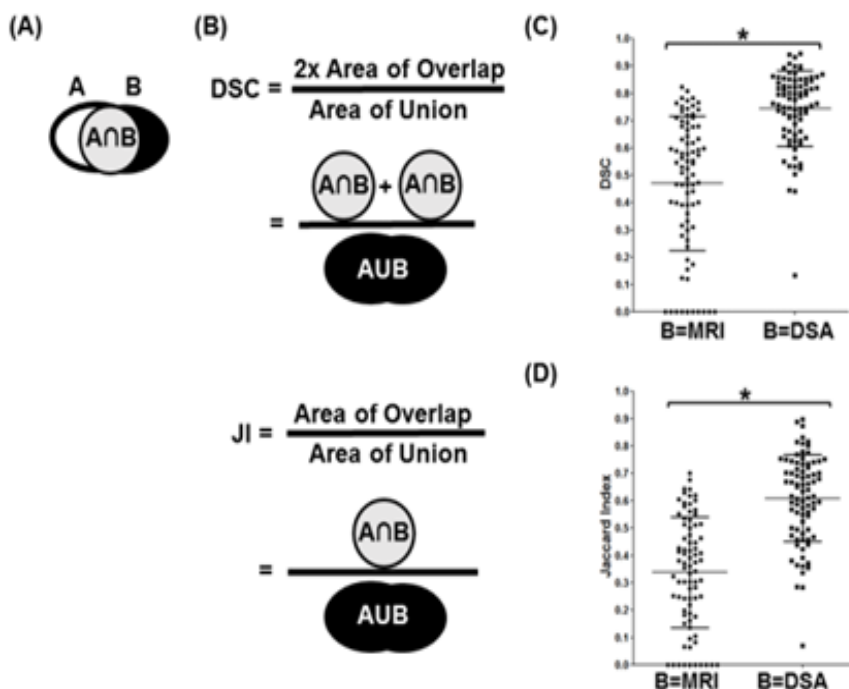 (A)
A B
A∩B
(B)
DSC =
2x Area of Overlap
Area of Union
=
A∩B + A∩B
AUB
JI =
Area of Overlap
Area of Union
=
A∩B
AUB
(C)
*
DSC
1.0
0.9
0.8
0.7
0.6
0.5
0.4
0.3
0.2
0.1
0.0
B=MRI B=DSA
(D)
*
Jaccard Index
1.0
0.9
0.8
0.7
0.6
0.5
0.4
0.3
0.2
0.1
0.0
B=MRI B=DSA